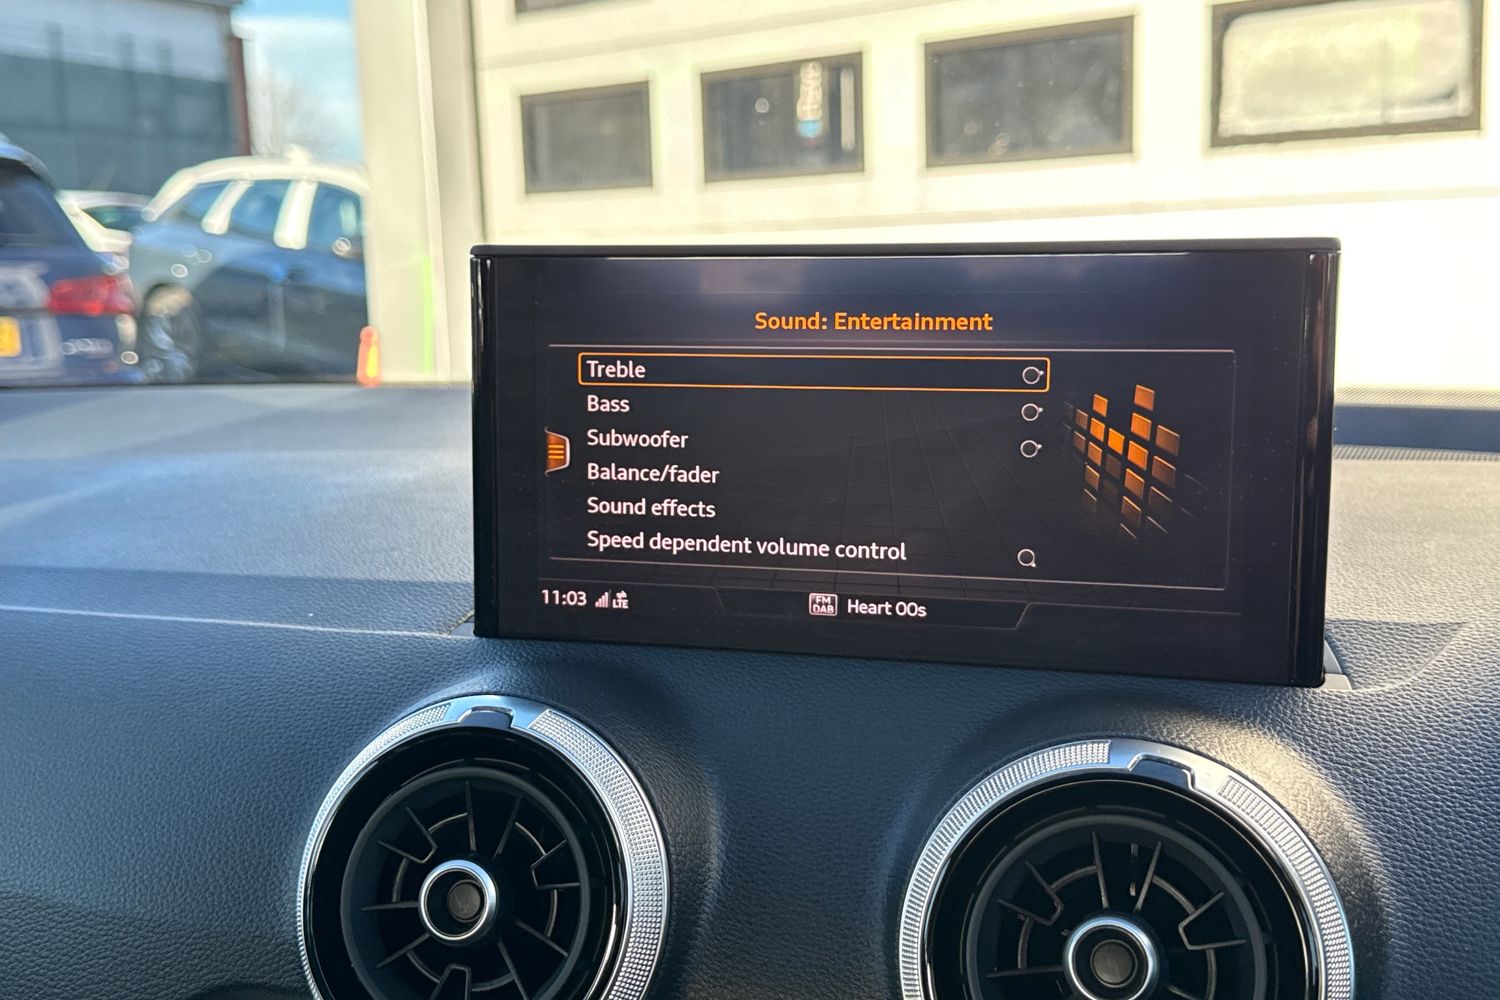 Sound: Entertainment
Treble
Bass
Subwoofer
Balance/fader
Sound effects
Speed dependent volume control
11:03 LTE
FM
DAB
Heart 00s